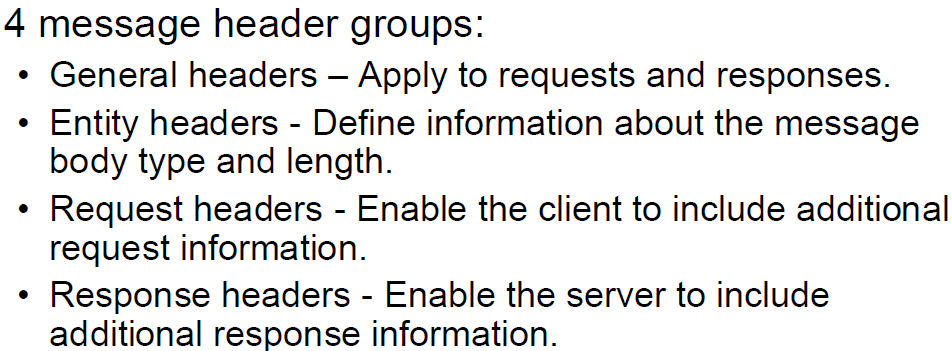 4 message header groups:
• General headers – Apply to requests and responses.
• Entity headers - Define information about the message
body type and length.
• Request headers - Enable the client to include additional
request information.
• Response headers - Enable the server to include
additional response information.